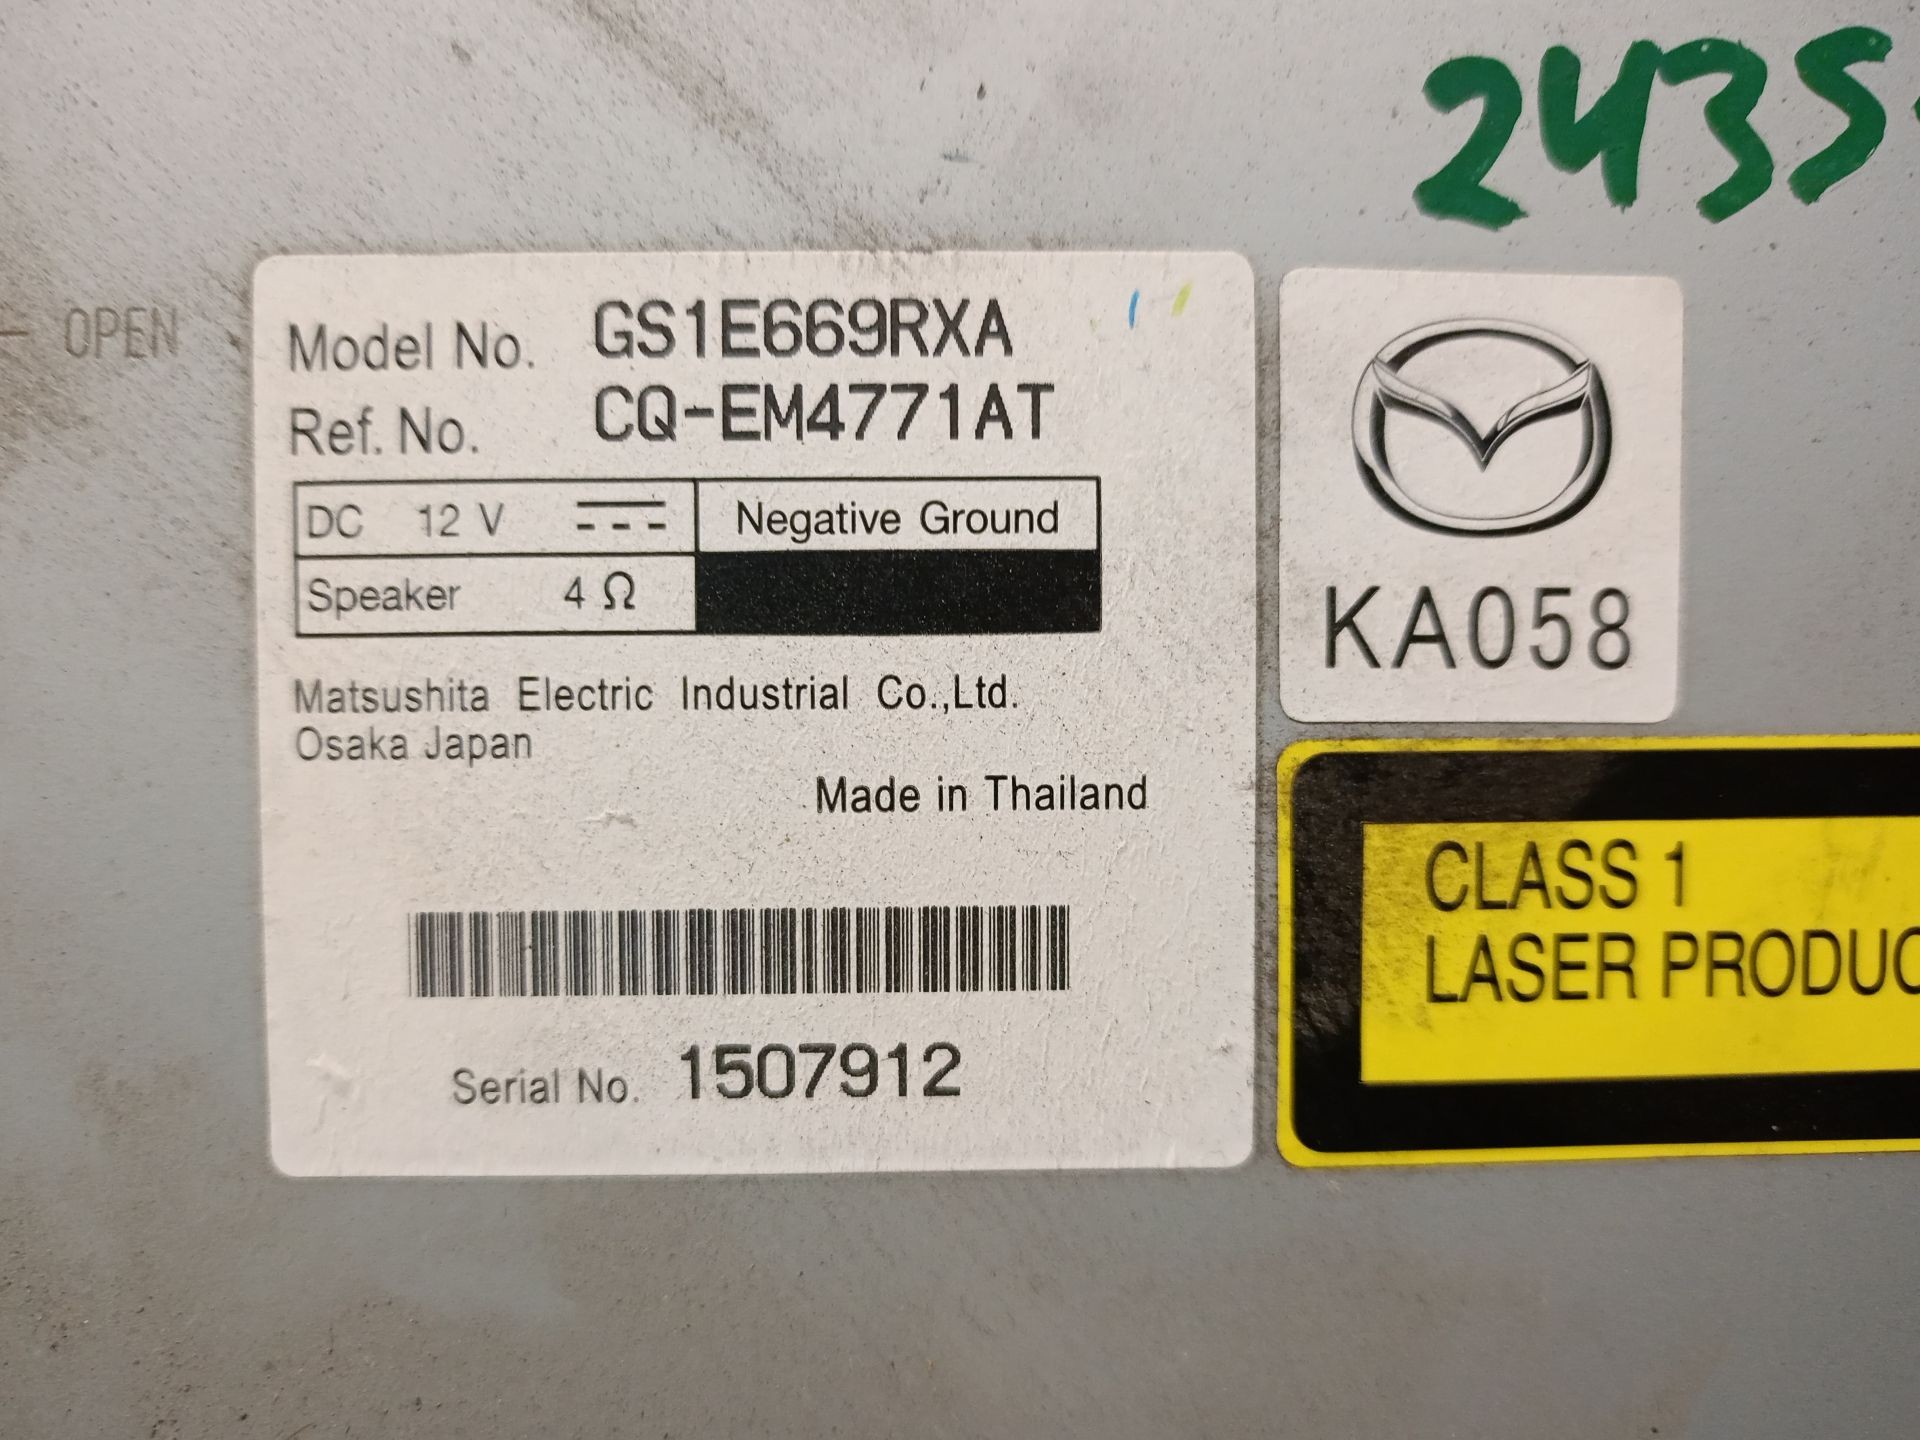 2435
OPEN
Model No. GS1E669RXA
Ref. No. CQ-EM4771AT
DC 12 V
Negative Ground
Speaker 4 Ω
Matsushita Electric Industrial Co.,Ltd.
Osaka Japan
Made in Thailand
Serial No. 1507912
KA058
CLASS 1
LASER PRODUC